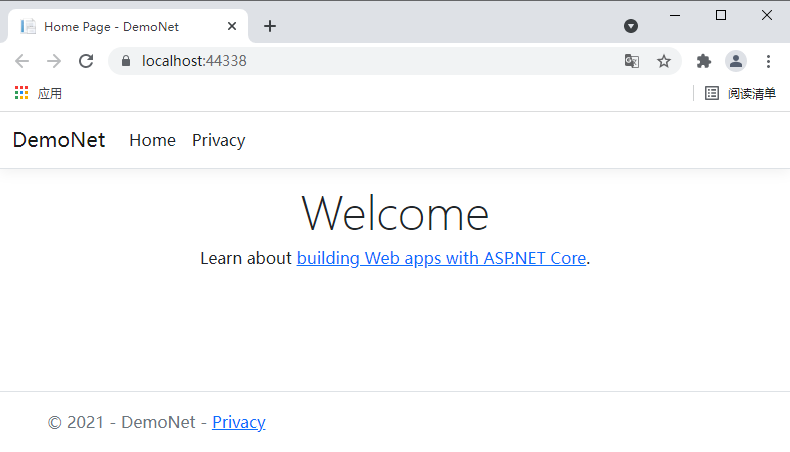 Home Page - DemoNet
localhost:44338
应用
阅读清单
DemoNet Home Privacy
Welcome
Learn about building Web apps with ASP.NET Core.
© 2021 - DemoNet - Privacy